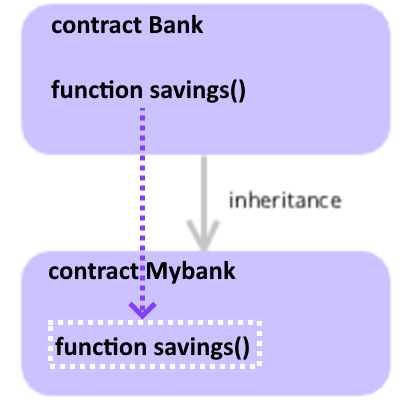 contract Bank
function savings()
inheritance
contract Mybank
function savings()